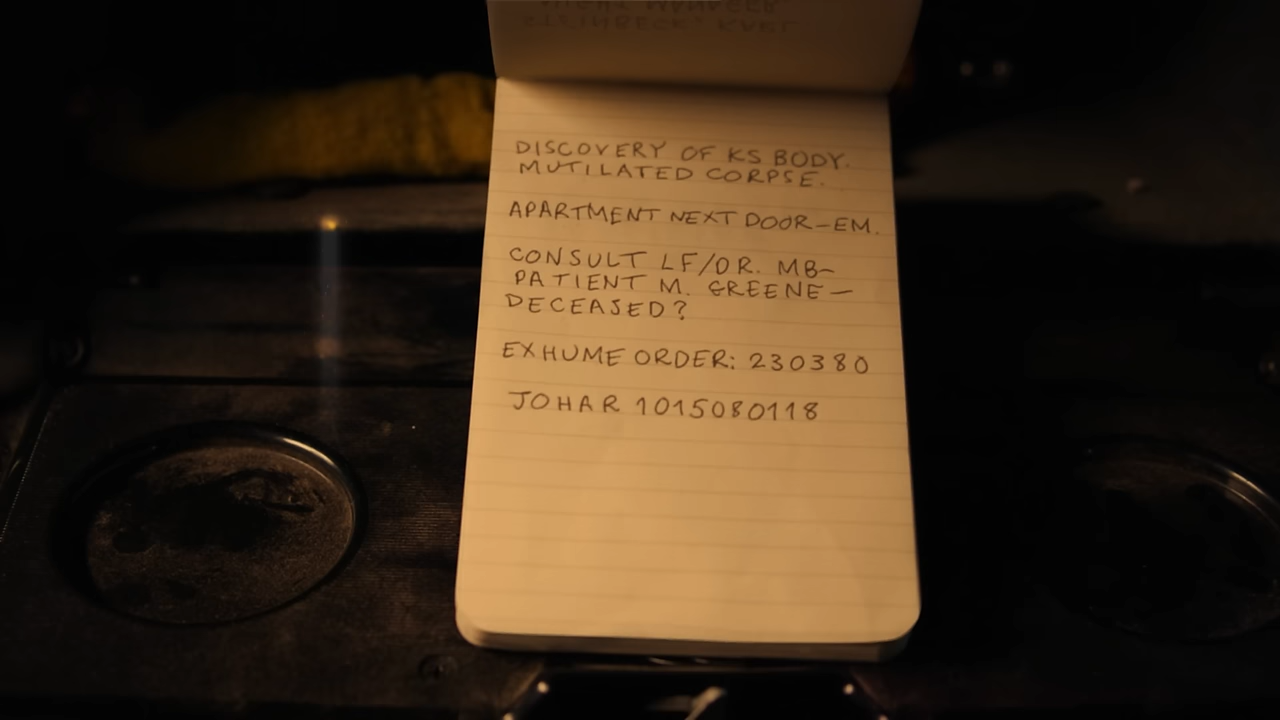 DISCOVERY OF KS BODY.
MUTILATED CORPSE.
APARTMENT NEXT DOOR-EM.
CONSULT LF/DR. MB-
PATIENT M. GREENE-
DECEASED?
EXHUME ORDER: 230380
JOHAR 1015080118